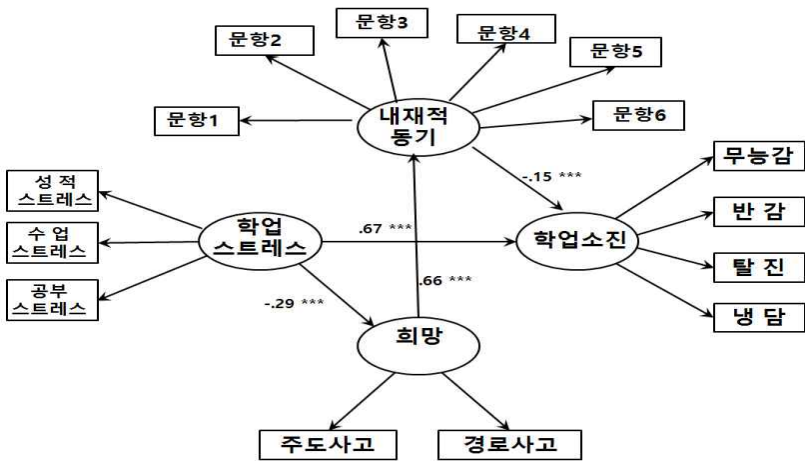 문항3
문항2
문항4
문항5
문항1
내재적
동기
문항6
무능감
-.15 ***
성 적
스트레스
반 감
수 업
스트레스
학업
스트레스
.67 ***
학업소진
탈 진
공부
스트레스
-.29 ***
.66 ***
냉 담
희망
주도사고
경로사고